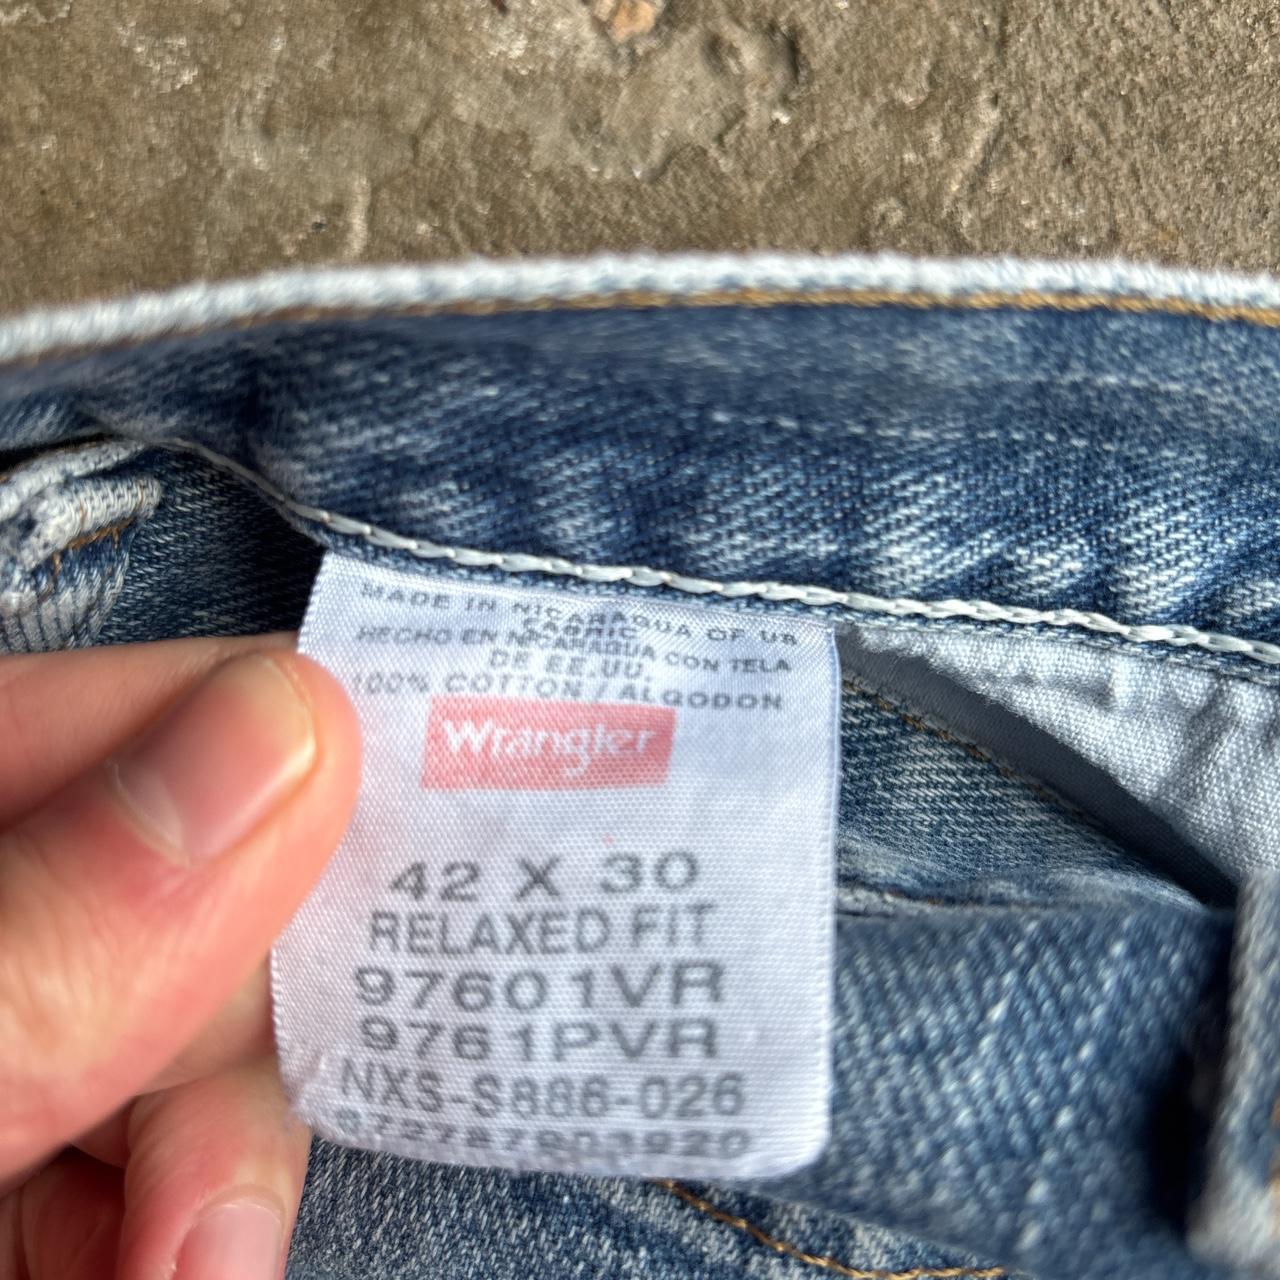 MADE IN NICARAGUA OF US
FABRIC
HECHO EN NICARAGUA CON TELA
DE EE.UU.
100% COTTON / ALGODON
Wrangler
42 X 30
RELAXED FIT
97601VR
9761PVR
NXS-S886-026